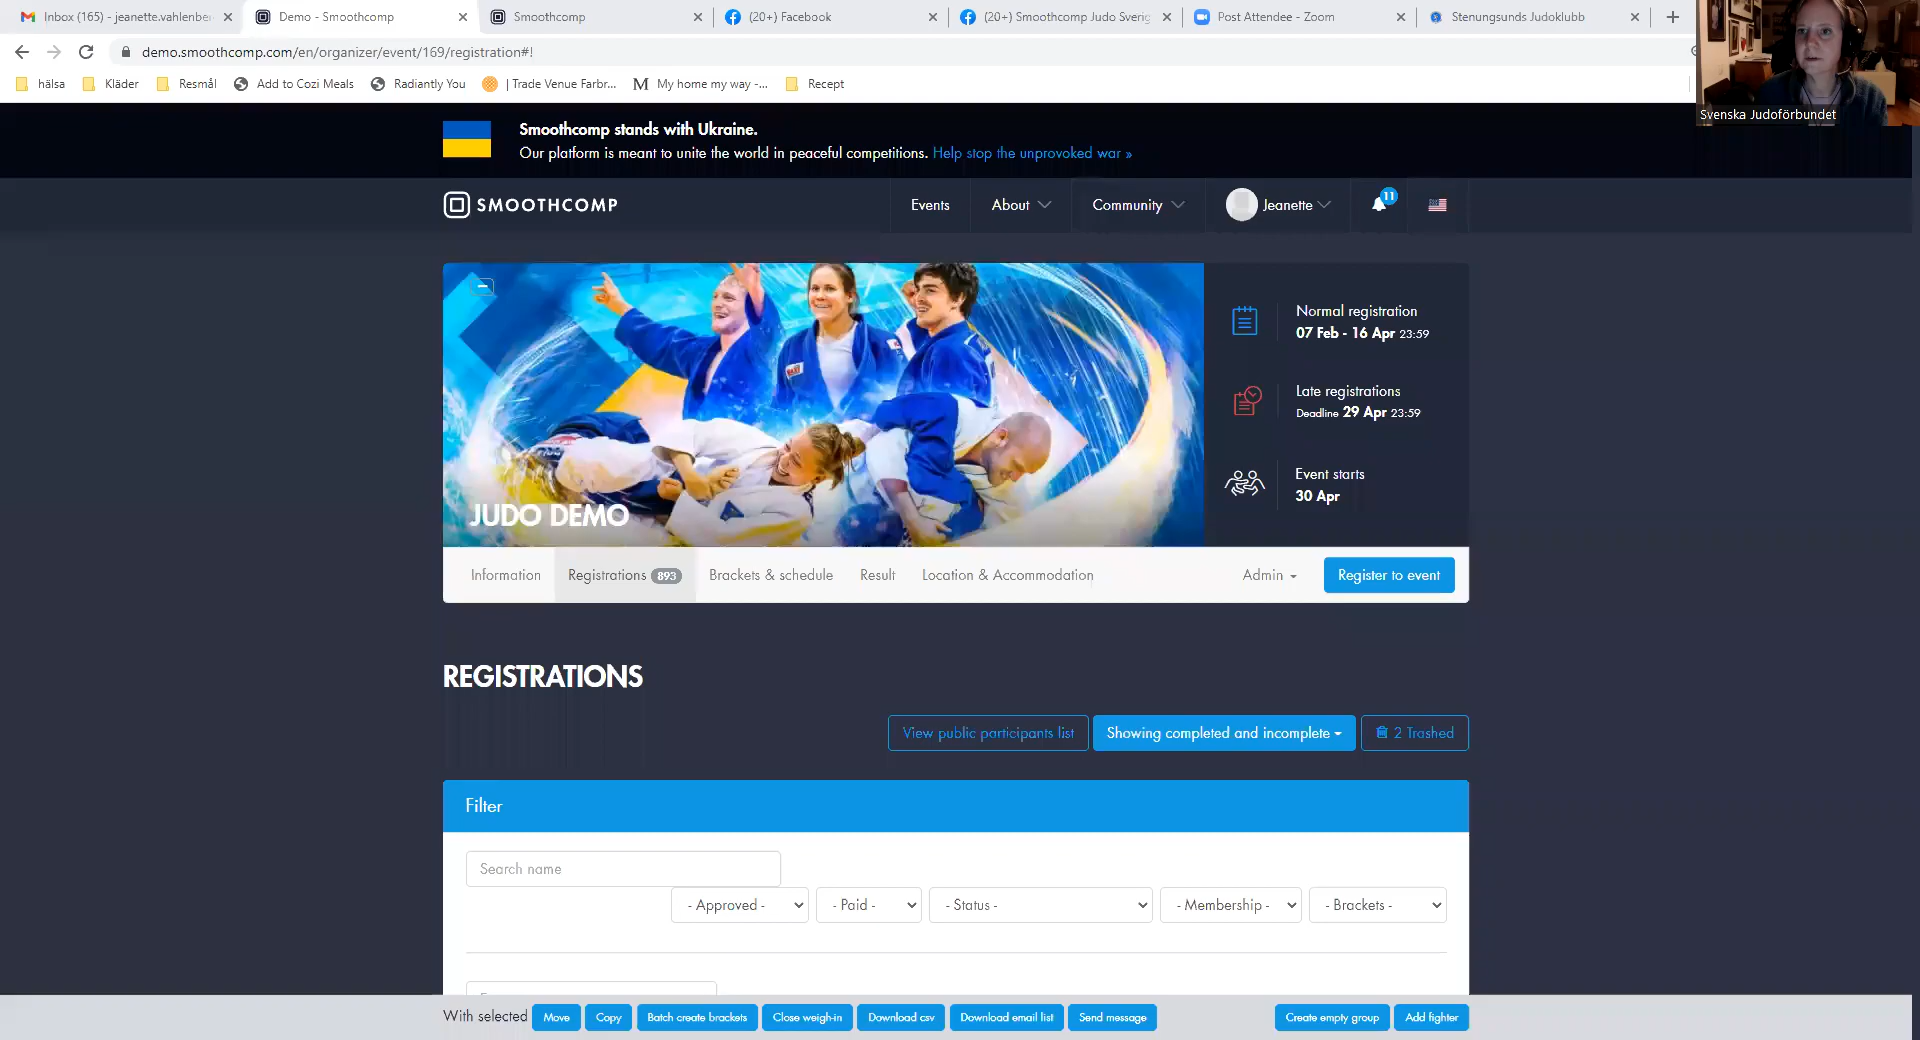 Inbox (165) - jeanette.vahlenber
Demo - Smoothcomp
Smoothcomp
(20+) Facebook
(20+) Smoothcomp Judo Sverig
Post Attendee - Zoom
Stenungsunds Judoklubb
demo.smoothcomp.com/en/organizer/event/169/registration#!
hälsa
Kläder
Resmål
Add to Cozi Meals
Radiantly You
| Trade Venue Farbr...
M My home my way -...
Recept
Svenska Judoförbundet
Smoothcomp stands with Ukraine.
Our platform is meant to unite the world in peaceful competitions. Help stop the unprovoked war »
SMOOTHCOMP
Events
About
Community
Jeanette
11
Normal registration
07 Feb - 16 Apr 23:59
Late registrations
Deadline 29 Apr 23:59
Event starts
30 Apr
JUDO DEMO
Information
Registrations 893
Brackets & schedule
Result
Location & Accommodation
Admin
Register to event
REGISTRATIONS
View public participants list
Showing completed and incomplete
2 Trashed
Filter
Search name
- Approved -
- Paid -
- Status -
- Membership -
- Brackets -
With selected
Move
Copy
Batch create brackets
Close weigh-in
Download csv
Download email list
Send message
Create empty group
Add fighter